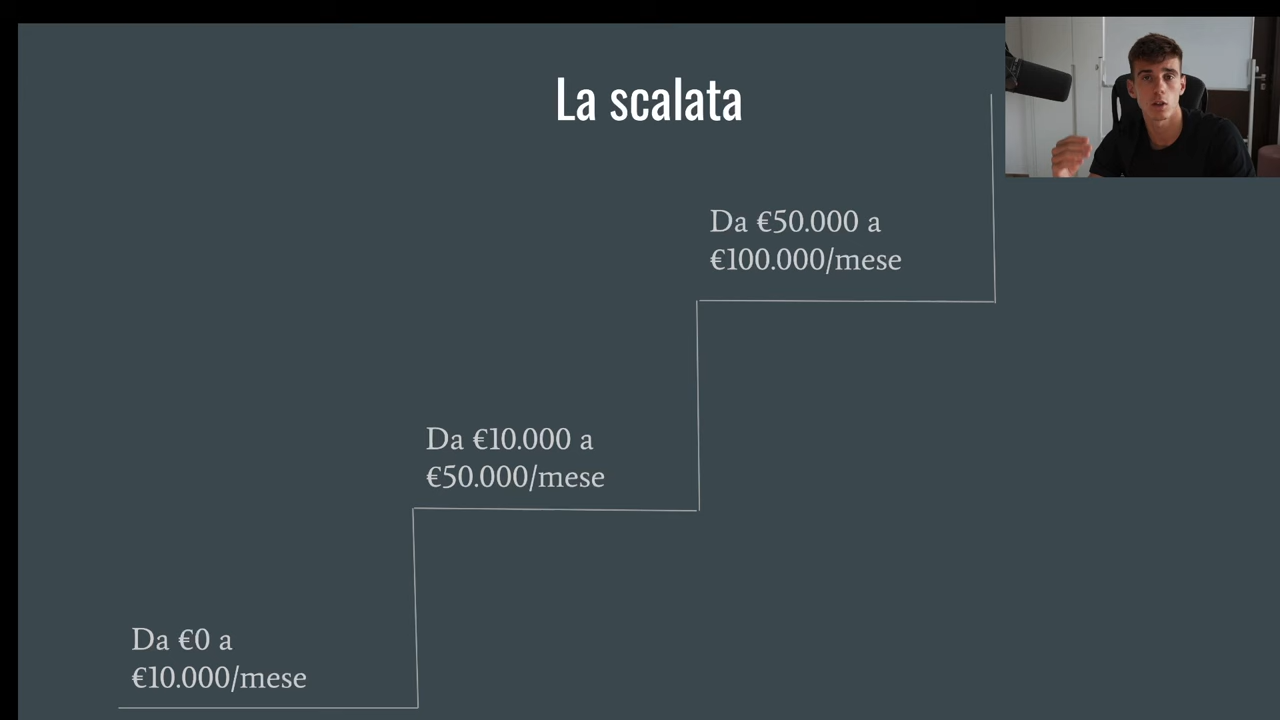 La scalata
Da €50.000 a
€100.000/mese
Da €10.000 a
€50.000/mese
Da €0 a
€10.000/mese